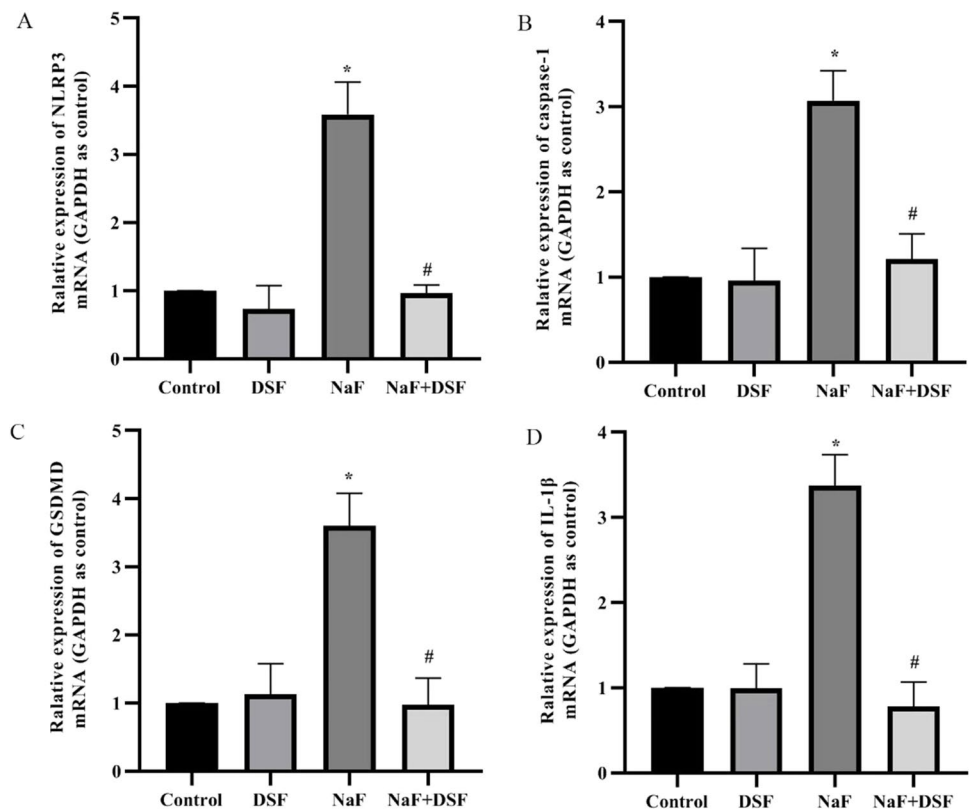 A
Ralative expression of NLRP3
mRNA (GAPDH as control)
5
4
3
2
1
0
*
#
Control DSF NaF NaF+DSF
B
Ralative expression of caspase-1
mRNA (GAPDH as control)
4
3
2
1
0
*
#
Control DSF NaF NaF+DSF
C
Ralative expression of GSDMD
mRNA (GAPDH as control)
5
4
3
2
1
0
*
#
Control DSF NaF NaF+DSF
D
Ralative expression of IL-1β
mRNA (GAPDH as control)
4
3
2
1
0
*
#
Control DSF NaF NaF+DSF